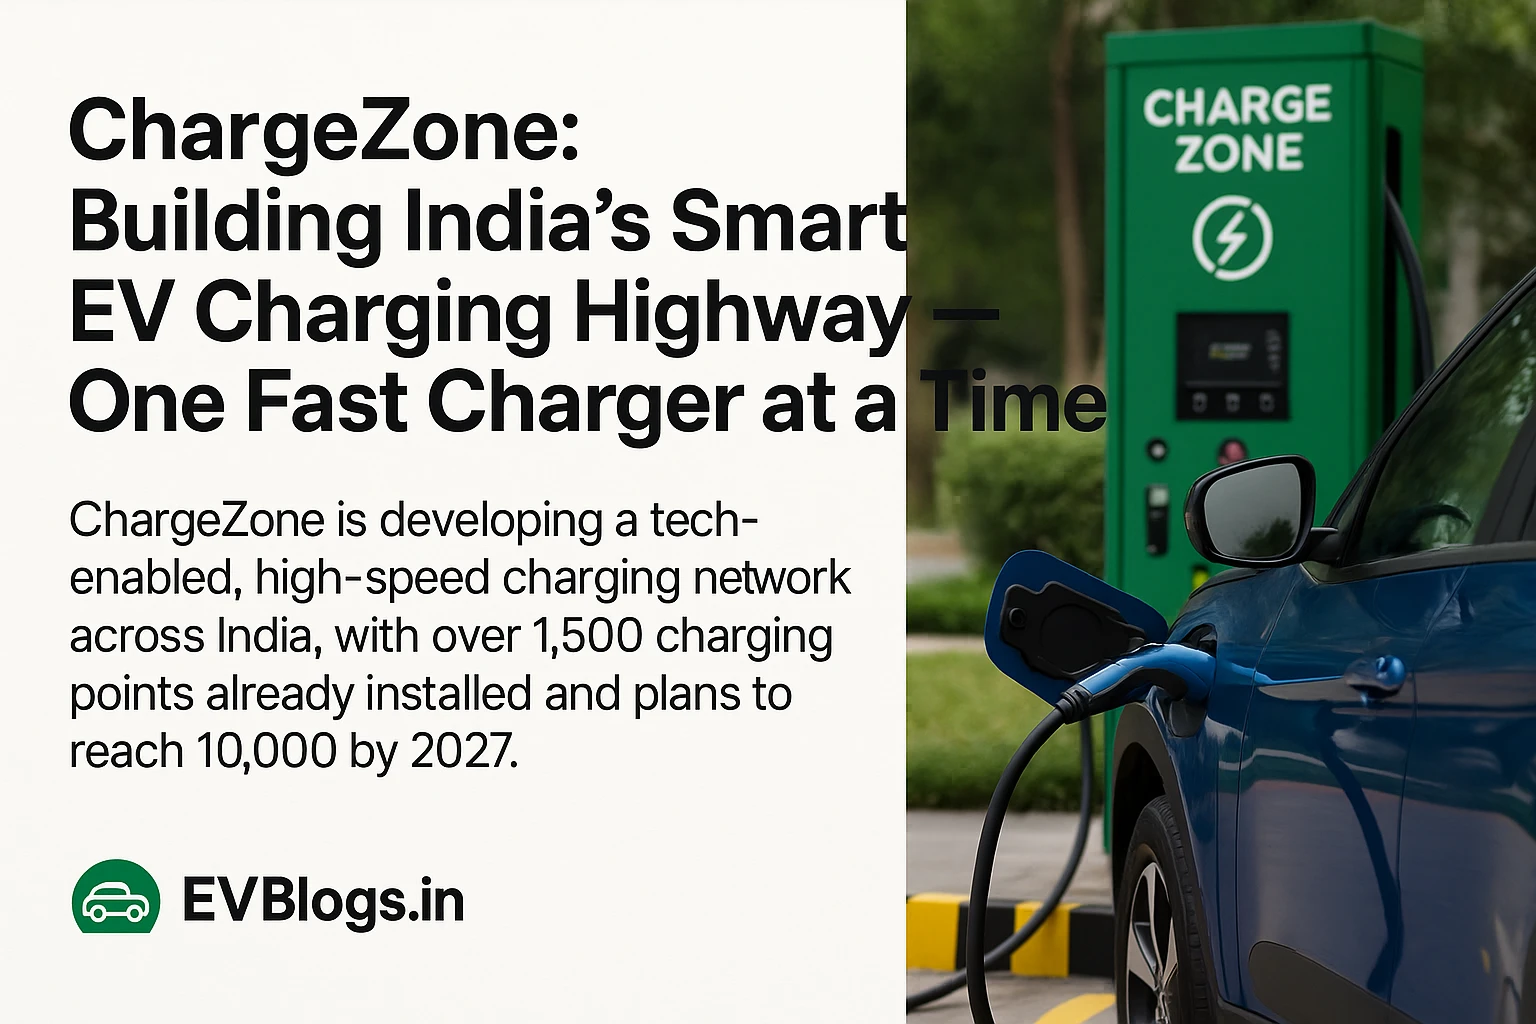 ChargeZone:
Building India’s Smart
EV Charging Highway —
One Fast Charger at a Time
ChargeZone is developing a tech-
enabled, high-speed charging network
across India, with over 1,500 charging
points already installed and plans to
reach 10,000 by 2027.
EVBlogs.in
CHARGE
ZONE